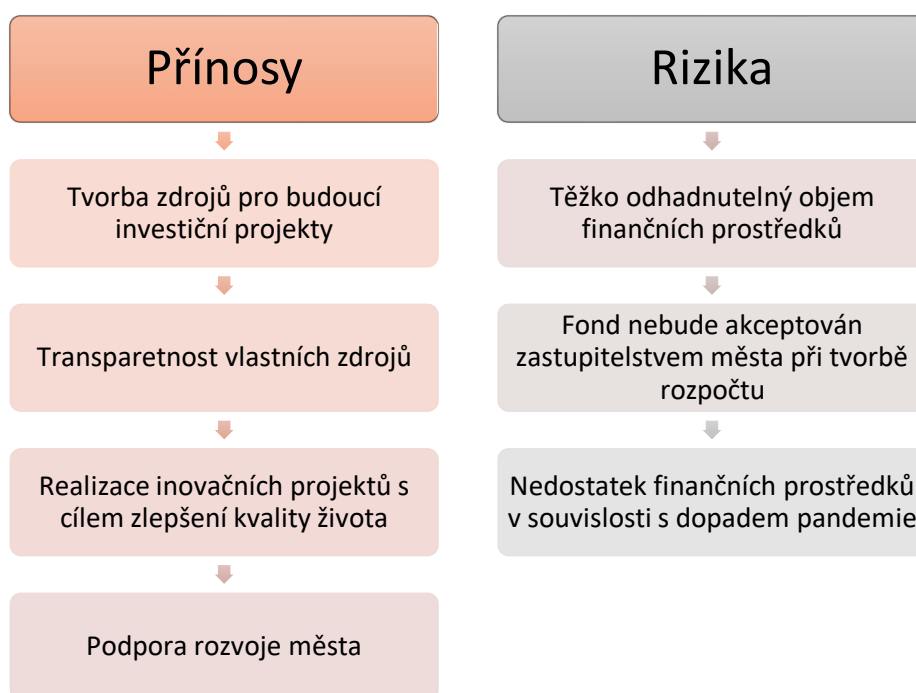 Přínosy
Tvorba zdrojů pro budoucí
investiční projekty
Transparetnost vlastních zdrojů
Realizace inovačních projektů s
cílem zlepšení kvality života
Podpora rozvoje města
Rizika
Těžko odhadnutelný objem
finančních prostředků
Fond nebude akceptován
zastupitelstvem města při tvorbě
rozpočtu
Nedostatek finančních prostředků
v souvislosti s dopadem pandemie